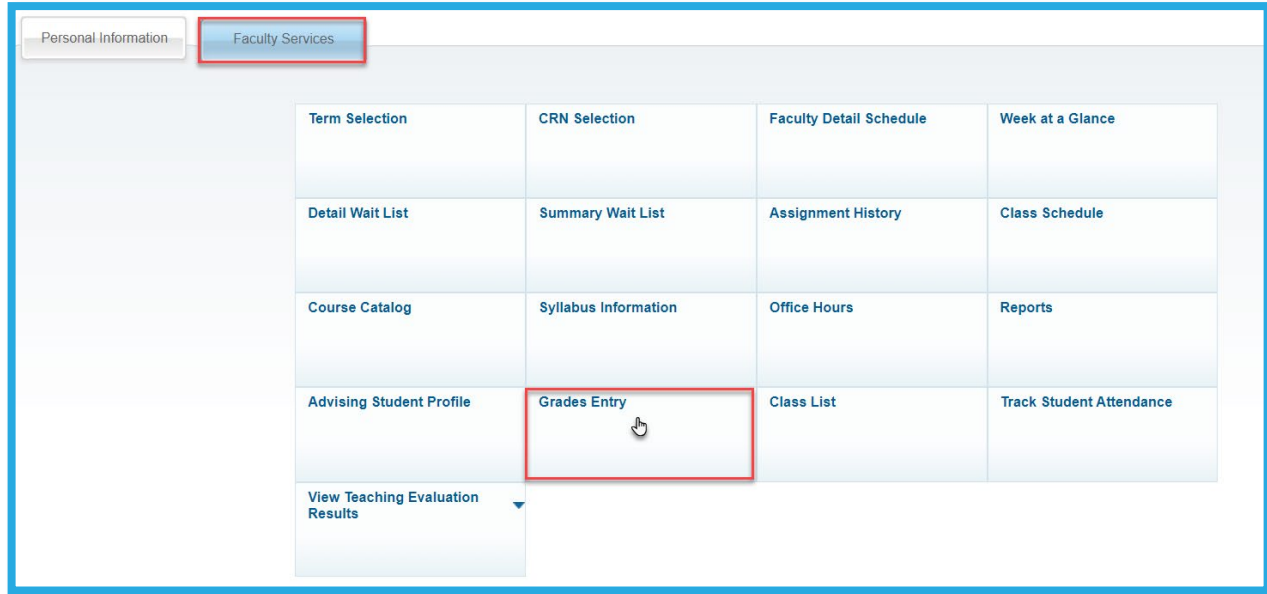 Personal Information
Faculty Services
Term Selection
CRN Selection
Faculty Detail Schedule
Week at a Glance
Detail Wait List
Summary Wait List
Assignment History
Class Schedule
Course Catalog
Syllabus Information
Office Hours
Reports
Advising Student Profile
Grades Entry
Class List
Track Student Attendance
View Teaching Evaluation
Results